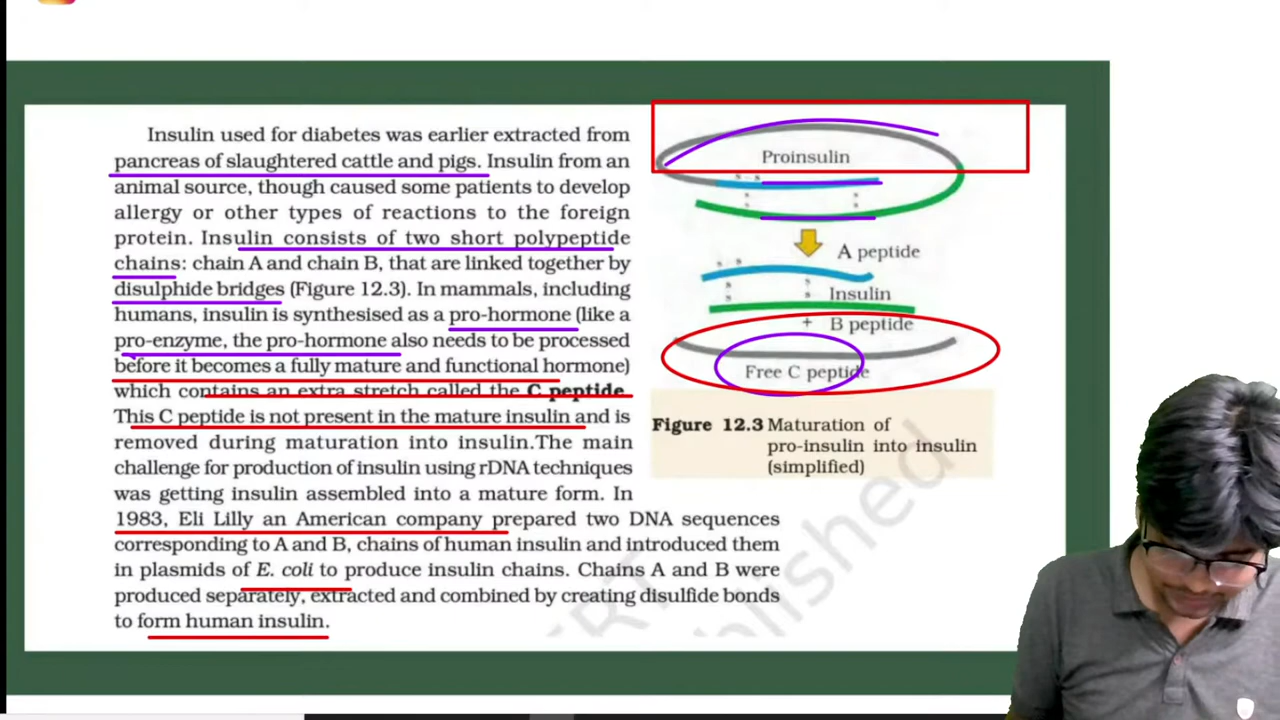 Insulin used for diabetes was earlier extracted from
pancreas of slaughtered cattle and pigs. Insulin from an
animal source, though caused some patients to develop
allergy or other types of reactions to the foreign
protein. Insulin consists of two short polypeptide
chains: chain A and chain B, that are linked together by
disulphide bridges (Figure 12.3). In mammals, including
humans, insulin is synthesised as a pro-hormone (like a
pro-enzyme, the pro-hormone also needs to be processed
before it becomes a fully mature and functional hormone)
which contains an extra stretch called the C peptide.
This C peptide is not present in the mature insulin and is
removed during maturation into insulin.The main
challenge for production of insulin using rDNA techniques
was getting insulin assembled into a mature form. In
1983, Eli Lilly an American company prepared two DNA sequences
corresponding to A and B, chains of human insulin and introduced them
in plasmids of E. coli to produce insulin chains. Chains A and B were
produced separately, extracted and combined by creating disulfide bonds
to form human insulin.
Proinsulin
s s
s
s
s
s
A peptide
s s
s
s
s
s
Insulin
+ B peptide
Free C peptide
Figure 12.3 Maturation of
pro-insulin into insulin
(simplified)